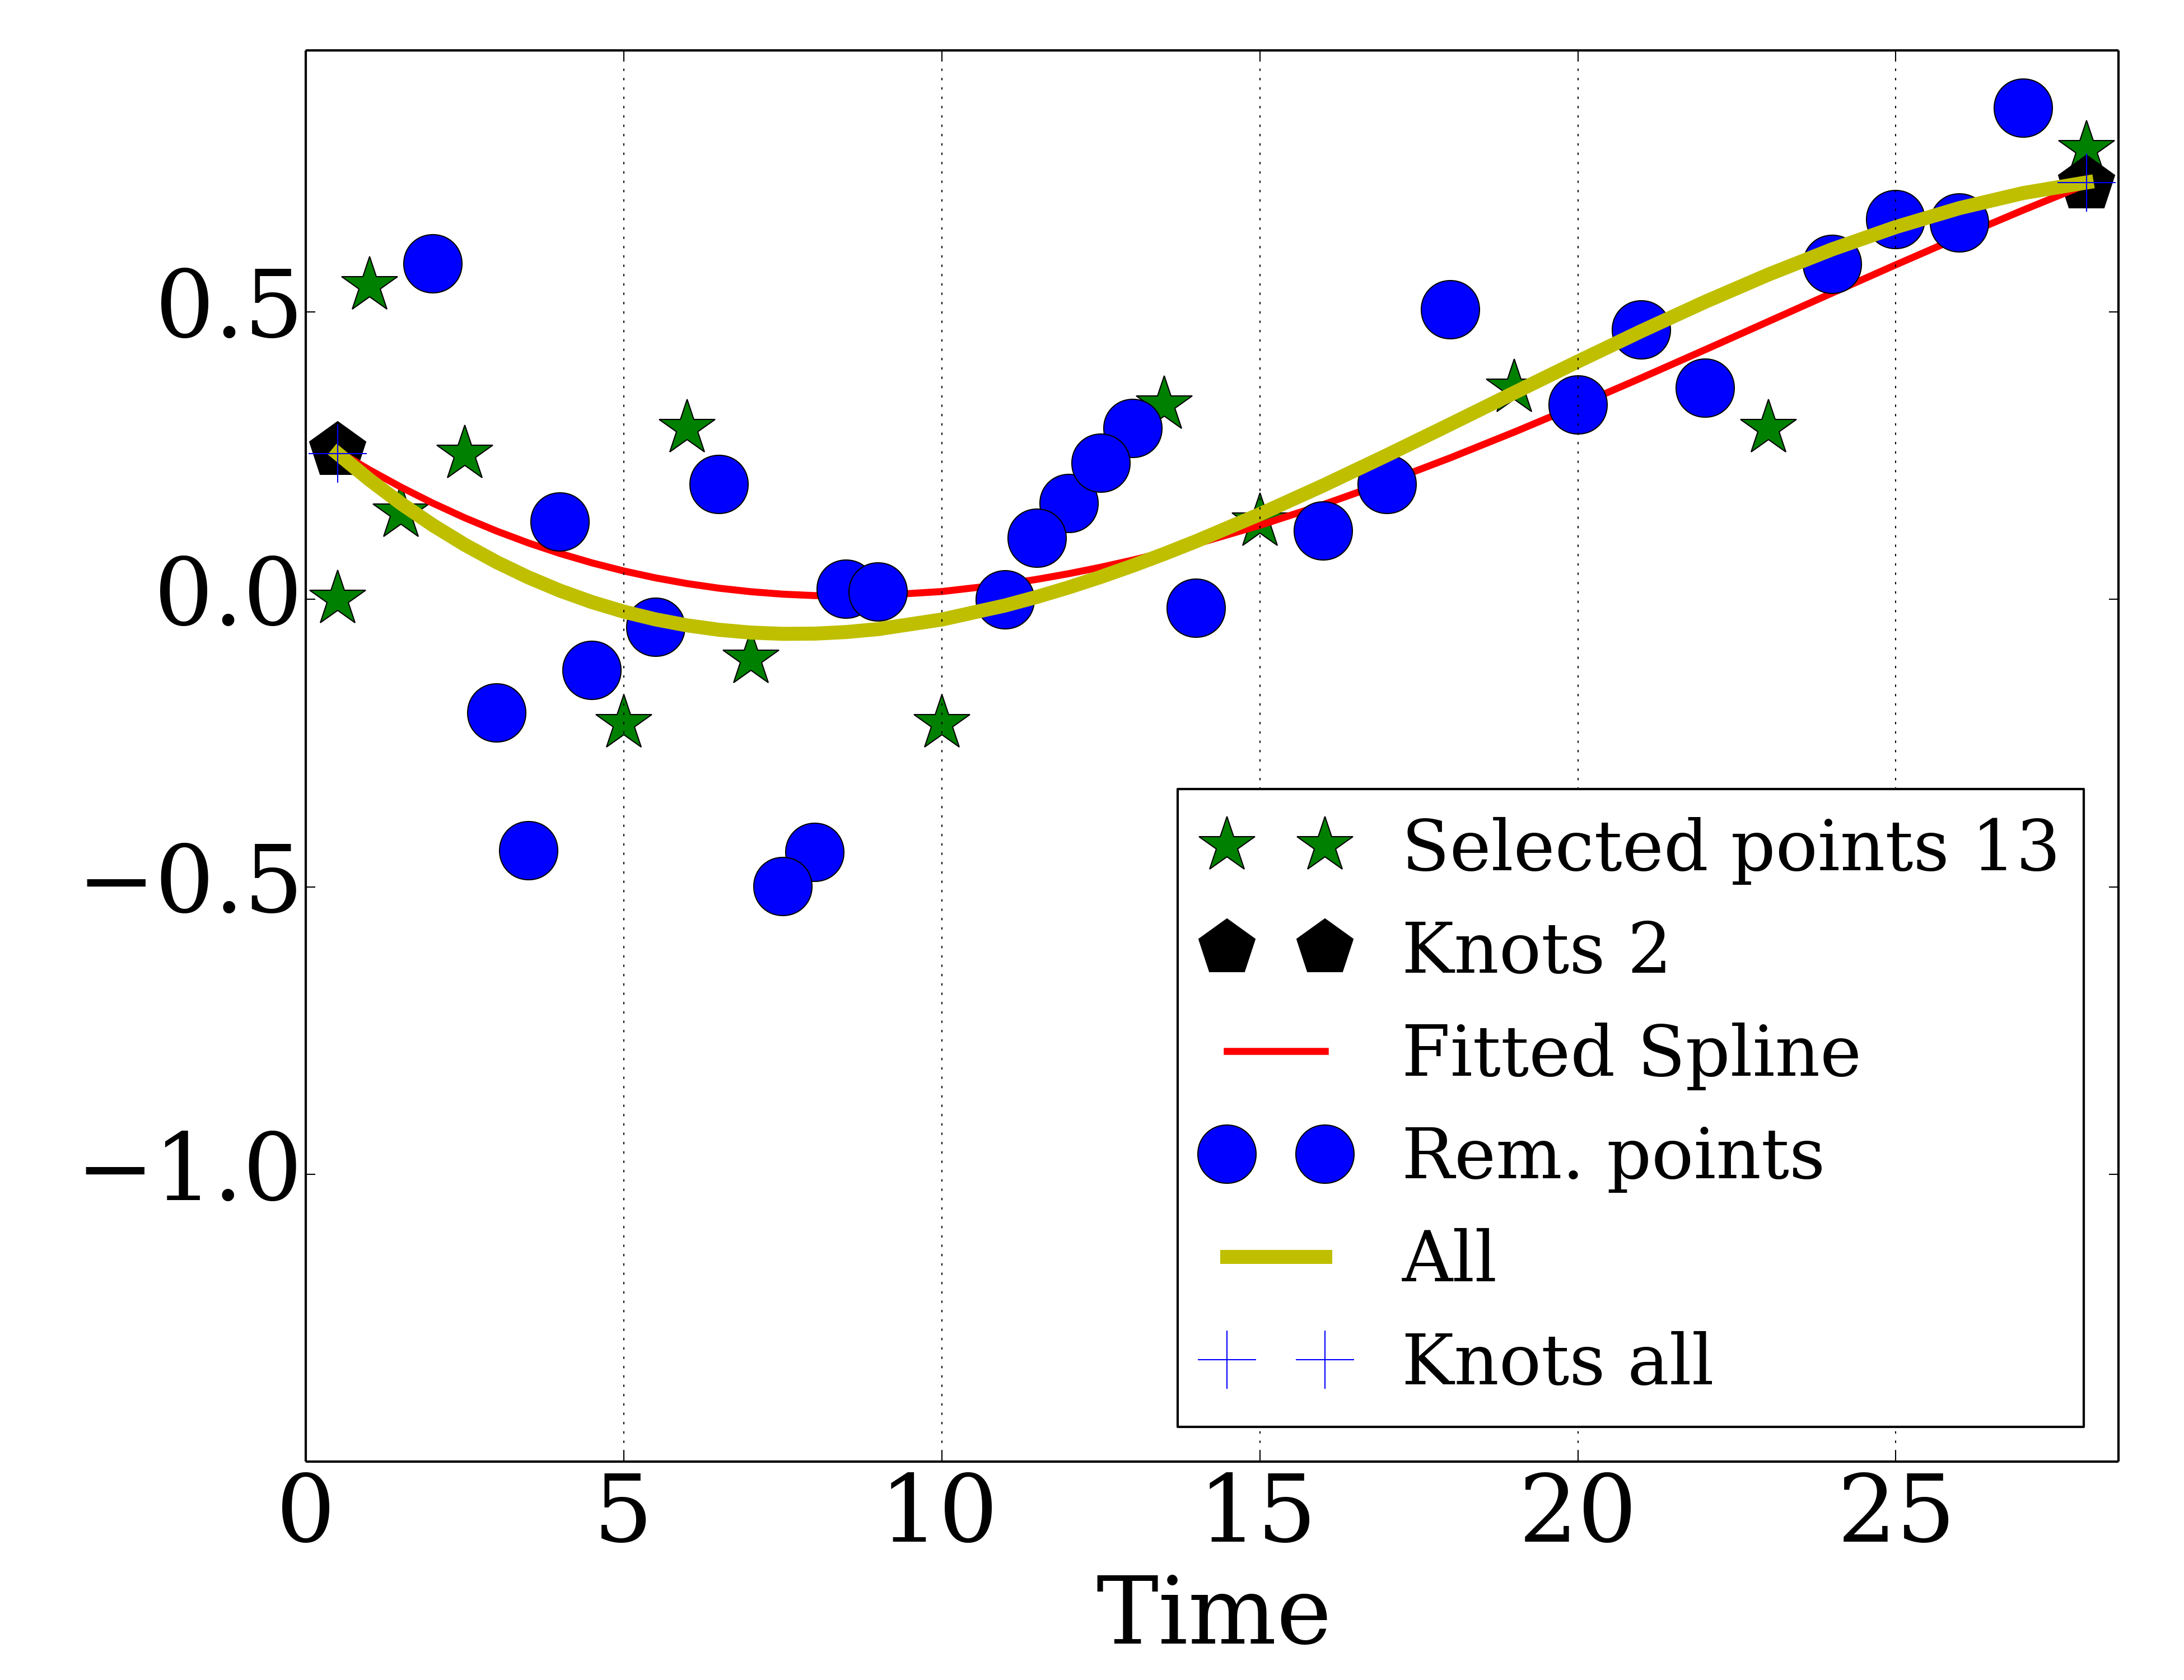 0.5
0.0
−0.5
−1.0
Selected points 13
Knots 2
Fitted Spline
Rem. points
All
Knots all
0 5 10 15 20 25
Time